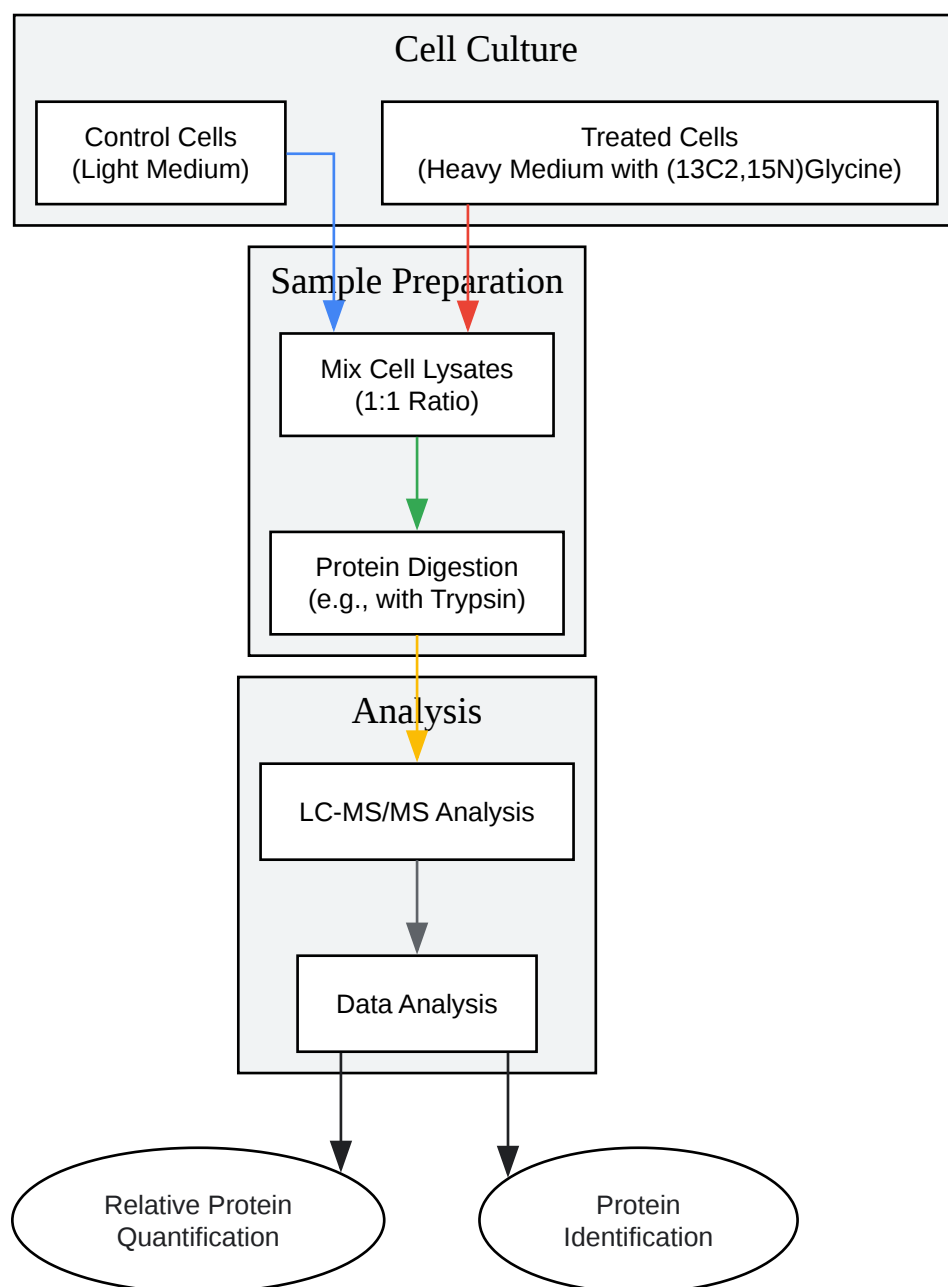 Cell Culture
Control Cells
(Light Medium)
Treated Cells
(Heavy Medium with (13C2,15N)Glycine)
Sample Preparation
Mix Cell Lysates
(1:1 Ratio)
Protein Digestion
(e.g., with Trypsin)
Analysis
LC-MS/MS Analysis
Data Analysis
Relative Protein
Quantification
Protein
Identification